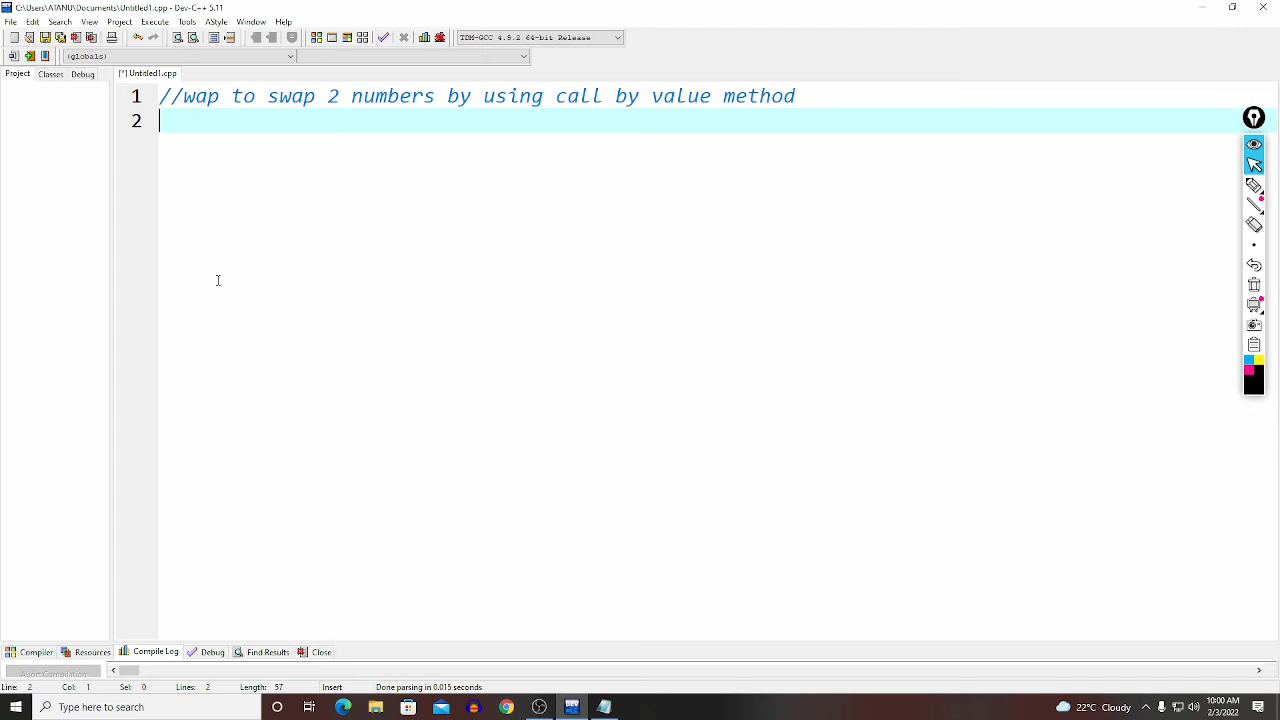 C:\Users\ATANU\Documents\Untitled1.cpp - Dev-C++ 5.11
File Edit Search View Project Execute Tools AStyle Window Help
TDM-GCC 4.9.2 64-bit Release
(globals)
Project Classes Debug [*] Untitled1.cpp
1 //wap to swap 2 numbers by using call by value method
2
Compiler Resources Compile Log Debug Find Results Close
Abort Compilation
Line: 2 Col: 1 Sel: 0 Lines: 2 Length: 57 Insert Done parsing in 0.015 seconds
Type here to search
DEV
22°C Cloudy
10:00 AM
2/3/2022